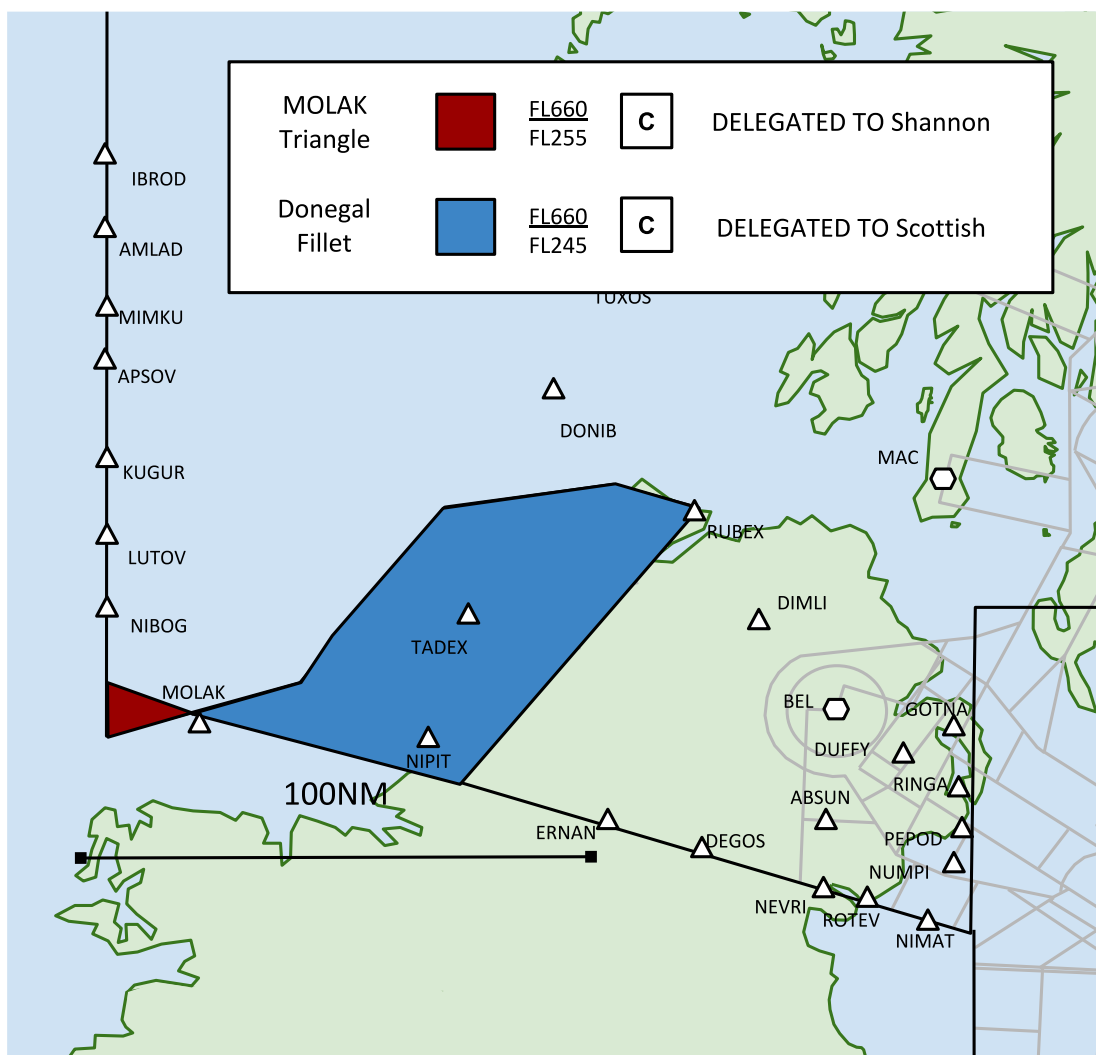 MOLAK
Triangle
FL660
FL255
C
DELEGATED TO Shannon
Donegal
Fillet
FL660
FL245
C
DELEGATED TO Scottish
IBROD
AMLAD
TUXOS
MIMKU
APSOV
DONIB
MAC
KUGUR
RUBEX
LUTOV
DIMLI
NIBOG
TADEX
MOLAK
BEL
GOTNA
DUFFY
NIPIT
RINGA
100NM
ABSUN
ERNAN
DEGOS
PEPOD
NUMPI
NEVRI
ROTEV
NIMAT